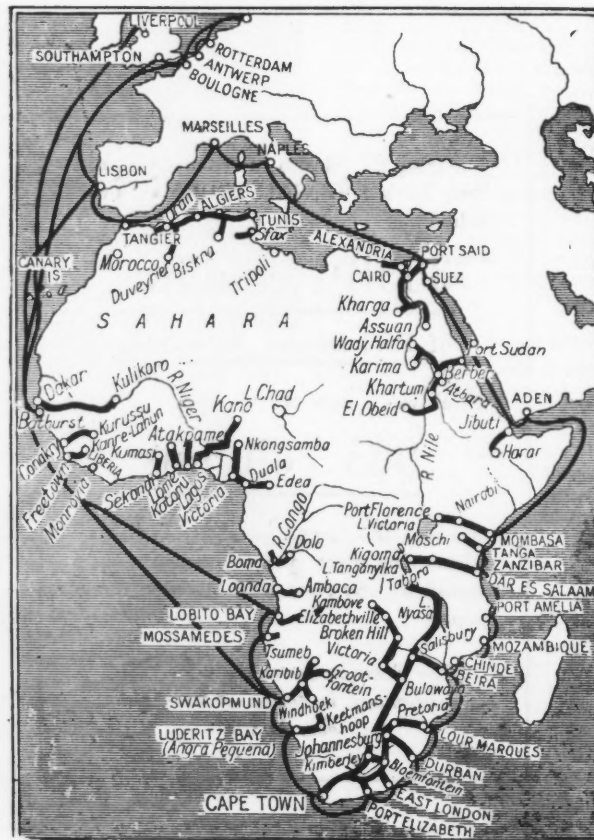 LIVERPOOL
SOUTHAMPTON
ROTTERDAM
ANTWERP
BOULOGNE
MARSEILLES
NAPLES
LISBON
Oran
ALGIERS
TUNIS
Sfax
TANGIER
ALEXANDRIA
PORT SAID
CANARY
IS
Morocco
Duveyrier
Biskra
Tripoli
CAIRO
SUEZ
SAHARA
Kharga
Assuan
Wady Halfa
Port Sudan
Karima
Berber
Dakar
Kulikoro
R. Niger
L. Chad
Kano
Khartum
Atbara
ADEN
Bathurst
Kurussu
Kanre-Lahun
Atakpame
El Obeid
Jibuti
Conakry
LIBERIA
Kumasi
Nkongsamba
R. Nile
Harar
Freetown
Monrovia
Sekondi
Lome
Kotonu
Lagos
Victoria
Duala
Edea
Port Florence
L. Victoria
Nairobi
R. Congo
Dolo
Moschi
MOMBASA
TANGA
ZANZIBAR
Boma
Kigoma
L. Tanganyika
Tabora
DAR ES SALAAM
Loanda
Ambaca
Kambove
L.
Nyasa
PORT AMELIA
LOBITO BAY
Elizabethville
MOSSAMEDES
Broken Hill
Salisbury
MOZAMBIQUE
Tsumeb
Victoria
CHINDE
BEIRA
Karibib
Groot-
fontein
Bulowayo
SWAKOPMUND
Windhoek
Keetmans-
hoop
Pretoria
LUDERITZ BAY
(Angra Pequena)
Johannesburg
LOUR MARQUES
Kimberley
Bloemfontein
DURBAN
CAPE TOWN
EAST LONDON
PORT ELIZABETH